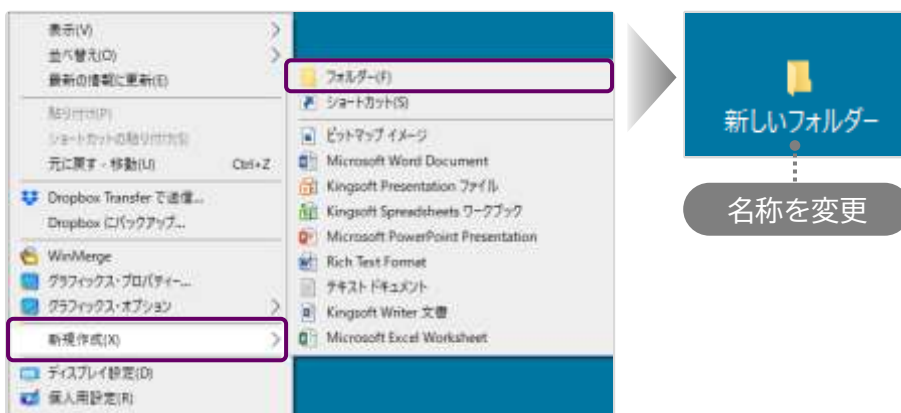 表示(V)
並べ替え(O)
最新の情報に更新(E)
貼り付け(P)
ショートカットの貼り付け(S)
元に戻す - 移動(U) Ctrl+Z
Dropbox Transfer で送信...
Dropbox にバックアップ...
WinMerge
グラフィックス・プロパティー...
グラフィックス・オプション
新規作成(X)
ディスプレイ設定(D)
個人用設定(R)
フォルダー(F)
ショートカット(S)
ビットマップ イメージ
Microsoft Word Document
Kingsoft Presentation ファイル
Kingsoft Spreadsheets ワークブック
Microsoft PowerPoint Presentation
Rich Text Format
テキスト ドキュメント
Kingsoft Writer 文書
Microsoft Excel Worksheet
新しいフォルダー
名称を変更